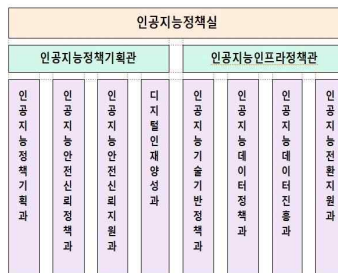 인공지능정책실
인공지능정책기획관
인공지능인프라정책관
인공지능정책기획과
인공지능안전신뢰정책과
인공지능안전신뢰지원과
디지털인재양성과
인공지능기술기반정책과
인공지능데이터정책과
인공지능데이터진흥과
인공지능전환지원과